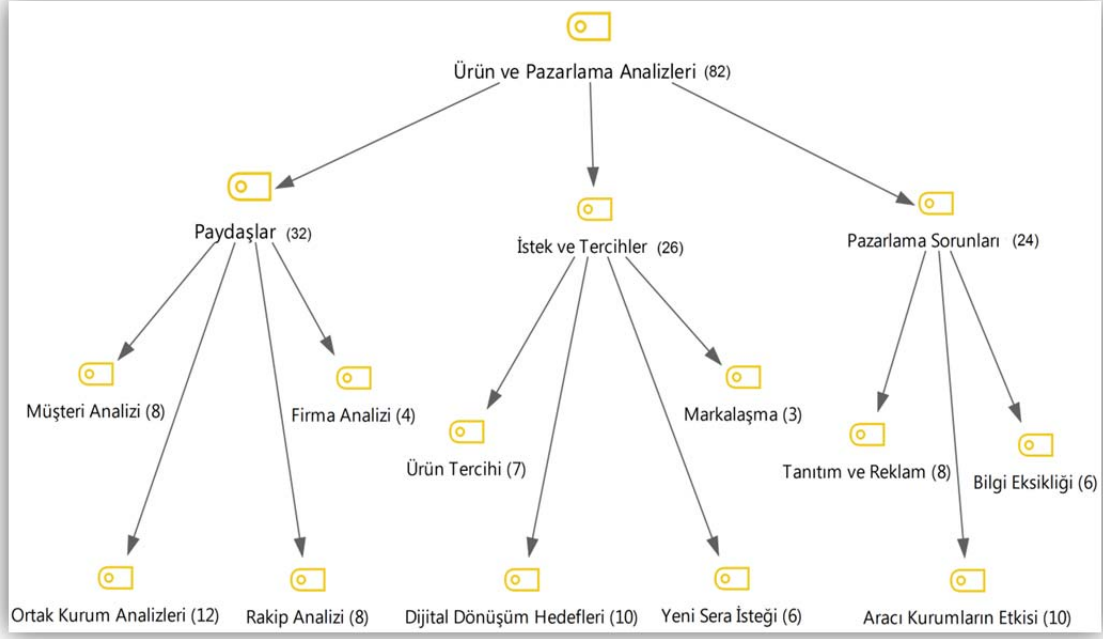 Ürün ve Pazarlama Analizleri (82)
Paydaşlar (32)
İstek ve Tercihler (26)
Pazarlama Sorunları (24)
Müşteri Analizi (8)
Firma Analizi (4)
Ürün Tercihi (7)
Markalaşma (3)
Tanıtım ve Reklam (8)
Bilgi Eksikliği (6)
Ortak Kurum Analizleri (12)
Rakip Analizi (8)
Dijital Dönüşüm Hedefleri (10)
Yeni Sera İsteği (6)
Aracı Kurumların Etkisi (10)